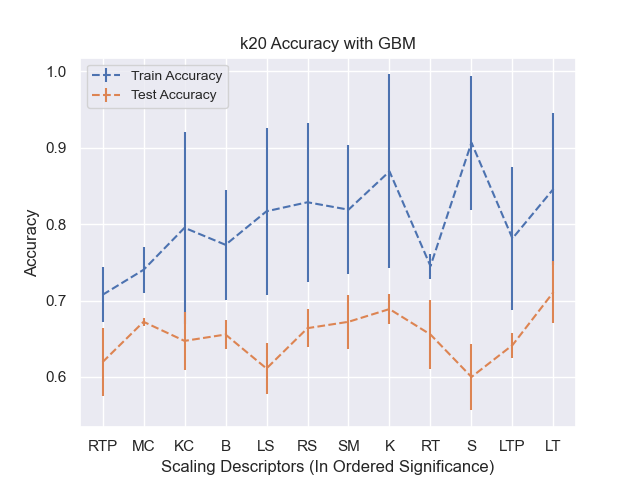 k20 Accuracy with GBM
Train Accuracy
Test Accuracy
Accuracy
1.0
0.9
0.8
0.7
0.6
RTP MC KC B LS RS SM K RT S LTP LT
Scaling Descriptors (In Ordered Significance)